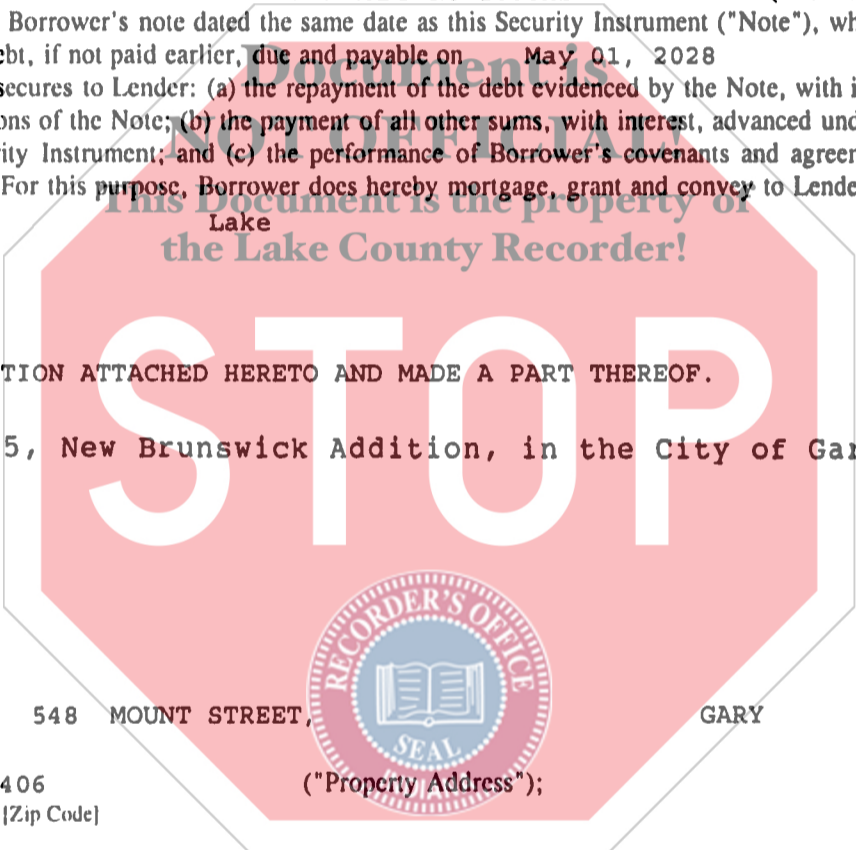 Borrower's note dated the same date as this Security Instrument ("Note"), wh
ebt, if not paid earlier, due and payable on May 01, 2028
Document is
secures to Lender: (a) the repayment of the debt evidenced by the Note, with i
ons of the Note; (b) the payment of all other sums, with interest, advanced und
NOT OFFICIAL!
ity Instrument; and (c) the performance of Borrower's covenants and agreer
For this purpose, Borrower does hereby mortgage, grant and convey to Lende
This Document is the property of
Lake
the Lake County Recorder!
STOP
TION ATTACHED HERETO AND MADE A PART THEREOF.
5, New Brunswick Addition, in the City of Gar
RECORDER'S OFFICE
SEAL
548 MOUNT STREET, GARY
406 ("Property Address");
[Zip Code]